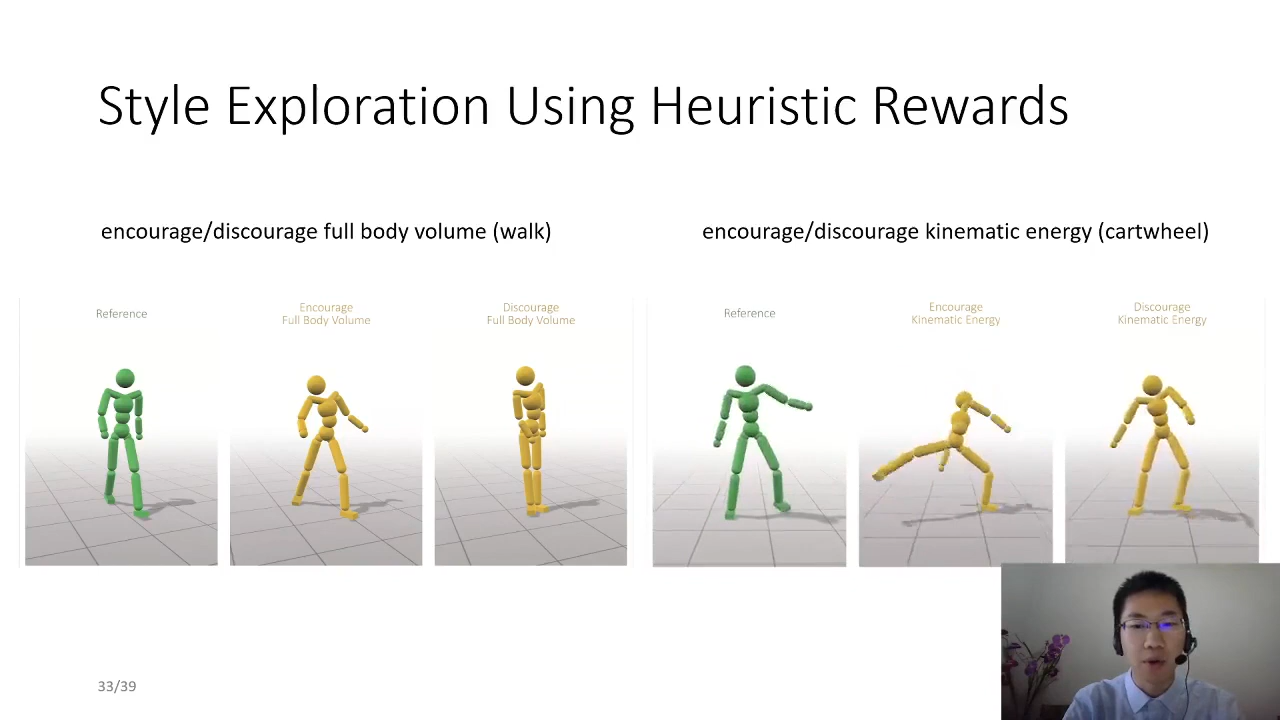 Style Exploration Using Heuristic Rewards
encourage/discourage full body volume (walk)
encourage/discourage kinematic energy (cartwheel)
Reference
Encourage
Full Body Volume
Discourage
Full Body Volume
Reference
Encourage
Kinematic Energy
Discourage
Kinematic Energy
33/39